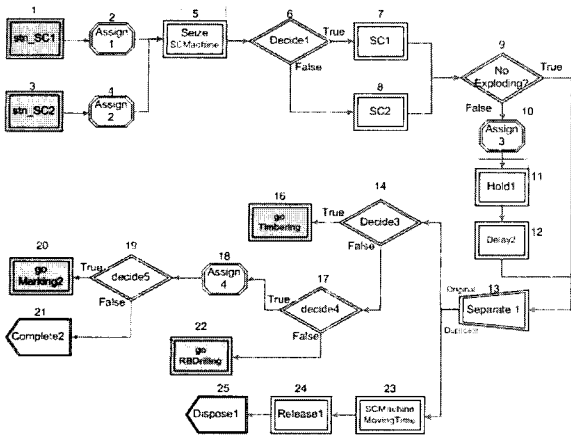 1
stn_SC1
2
Assign
1
3
stn_SC2
4
Assign
2
5
Seize
SCMachine
6
Decide1
True
False
7
SC1
8
SC2
9
No
Exploding?
True
False
10
Assign
3
11
Hold1
12
Delay2
13
Separate 1
Original
Duplicate
14
Decide3
True
False
16
go
Timbering
17
decide4
True
False
18
Assign
4
19
decide5
True
False
20
go
Marking2
21
Complete2
22
go
RBDrilling
23
SCMachine
MovingTime
24
Release1
25
Dispose1